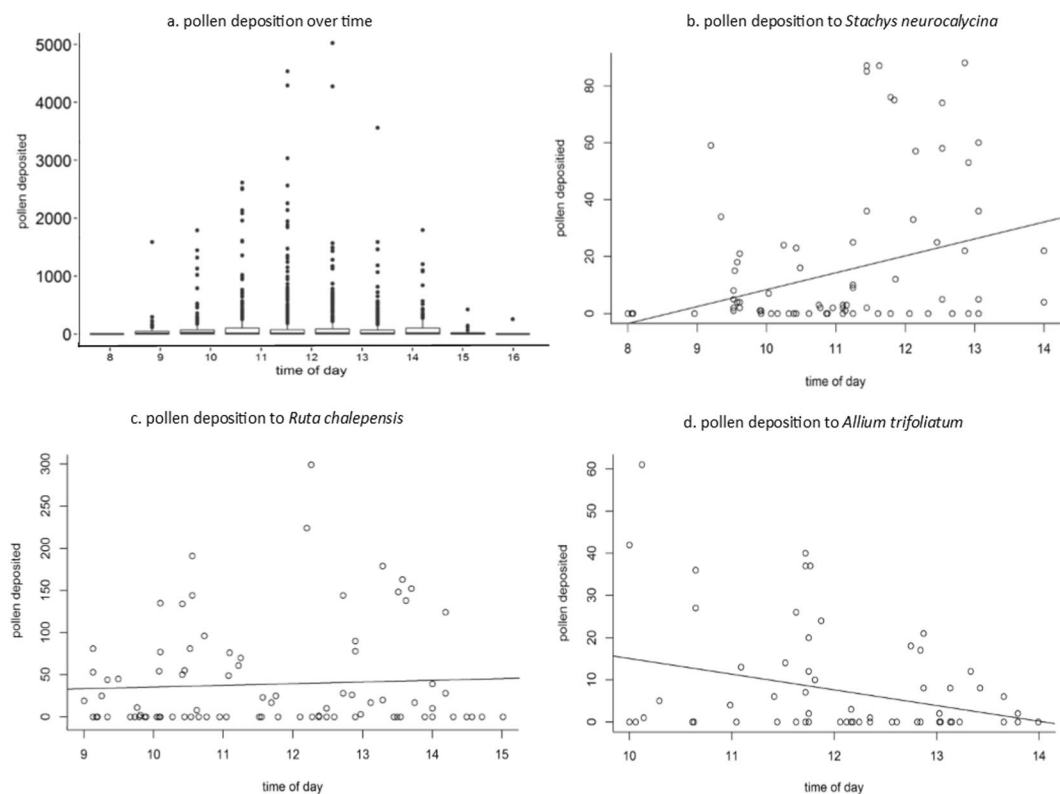 a. pollen deposition over time
5000
4000
3000
2000
1000
0
pollen deposited
8 9 10 11 12 13 14 15 16
time of day
b. pollen deposition to Stachys neurocalycina
80
60
40
20
0
pollen depositied
8 9 10 11 12 13 14
time of day
c. pollen deposition to Ruta chalepensis
300
250
200
150
100
50
0
pollen deposited
9 10 11 12 13 14 15
time of day
d. pollen deposition to Allium trifoliatum
60
50
40
30
20
10
0
pollen deposited
10 11 12 13 14
time of day